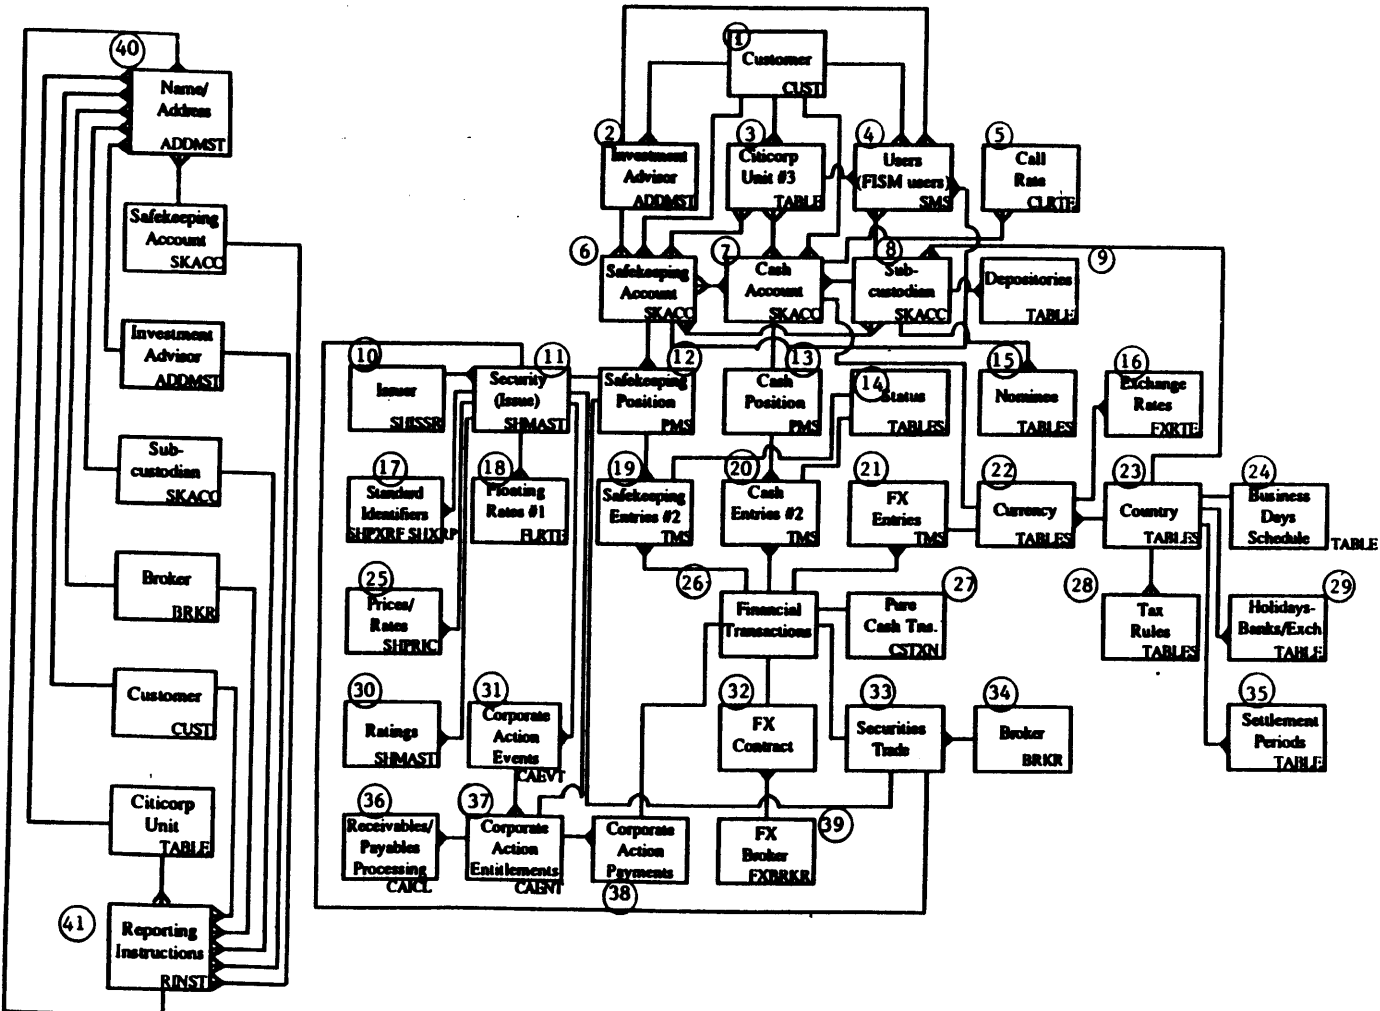 40
Name/
Address
ADDMST
Safekeeping
Account
SKACC
Investment
Advisor
ADDMST
Sub-
custodian
SKACC
Broker
BRKR
Customer
CUST
Citicorp
Unit
TABLE
41
Reporting
Instructions
RINST
1
Customer
CUST
2
Investment
Advisor
ADDMST
3
Citicorp
Unit #3
TABLE
4
Users
(FISM users)
SMS
5
Call
Rate
CLRTE
6
Safekeeping
Account
SKACC
7
Cash
Account
SKACC
8
Sub-
custodian
SKACC
9
Depositories
TABLE
10
Issuer
SHISSR
11
Security
(Issue)
SHMAST
12
Safekeeping
Position
PMS
13
Cash
Position
PMS
14
Status
TABLES
15
Nominee
TABLES
16
Exchange
Rates
FXRTE
17
Standard
Identifiers
SHPXRF SHXRP
18
Floating
Rates #1
FLRTE
19
Safekeeping
Entries #2
TMS
20
Cash
Entries #2
TMS
21
FX
Entries
TMS
22
Currency
TABLES
23
Country
TABLES
24
Business
Days
Schedule
TABLE
25
Prices/
Rates
SHPRIC
26
Financial
Transactions
27
Pure
Cash Tns.
CSTXN
28
Tax
Rules
TABLES
29
Holidays-
Banks/Exch
TABLE
30
Ratings
SHMAST
31
Corporate
Action
Events
CAEVT
32
FX
Contract
33
Securities
Trade
34
Broker
BRKR
35
Settlement
Periods
TABLE
36
Receivables/
Payables
Processing
CAICL
37
Corporate
Action
Entitlements
CAENT
Corporate
Action
Payments
38
FX
Broker
FXBRKR
39